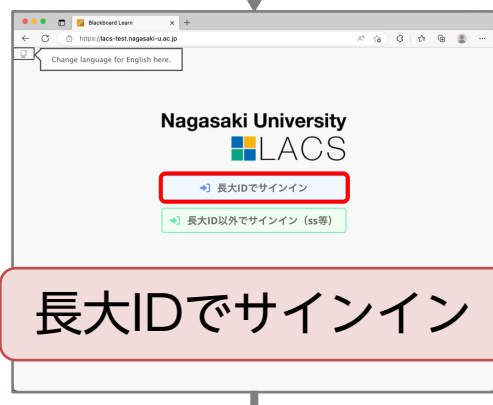 Blackboard Learn
https://lacs-test.nagasaki-u.ac.jp
Change language for English here.
Nagasaki University
LACS
長大IDでサインイン
長大ID以外でサインイン（ss等）
長大IDでサインイン